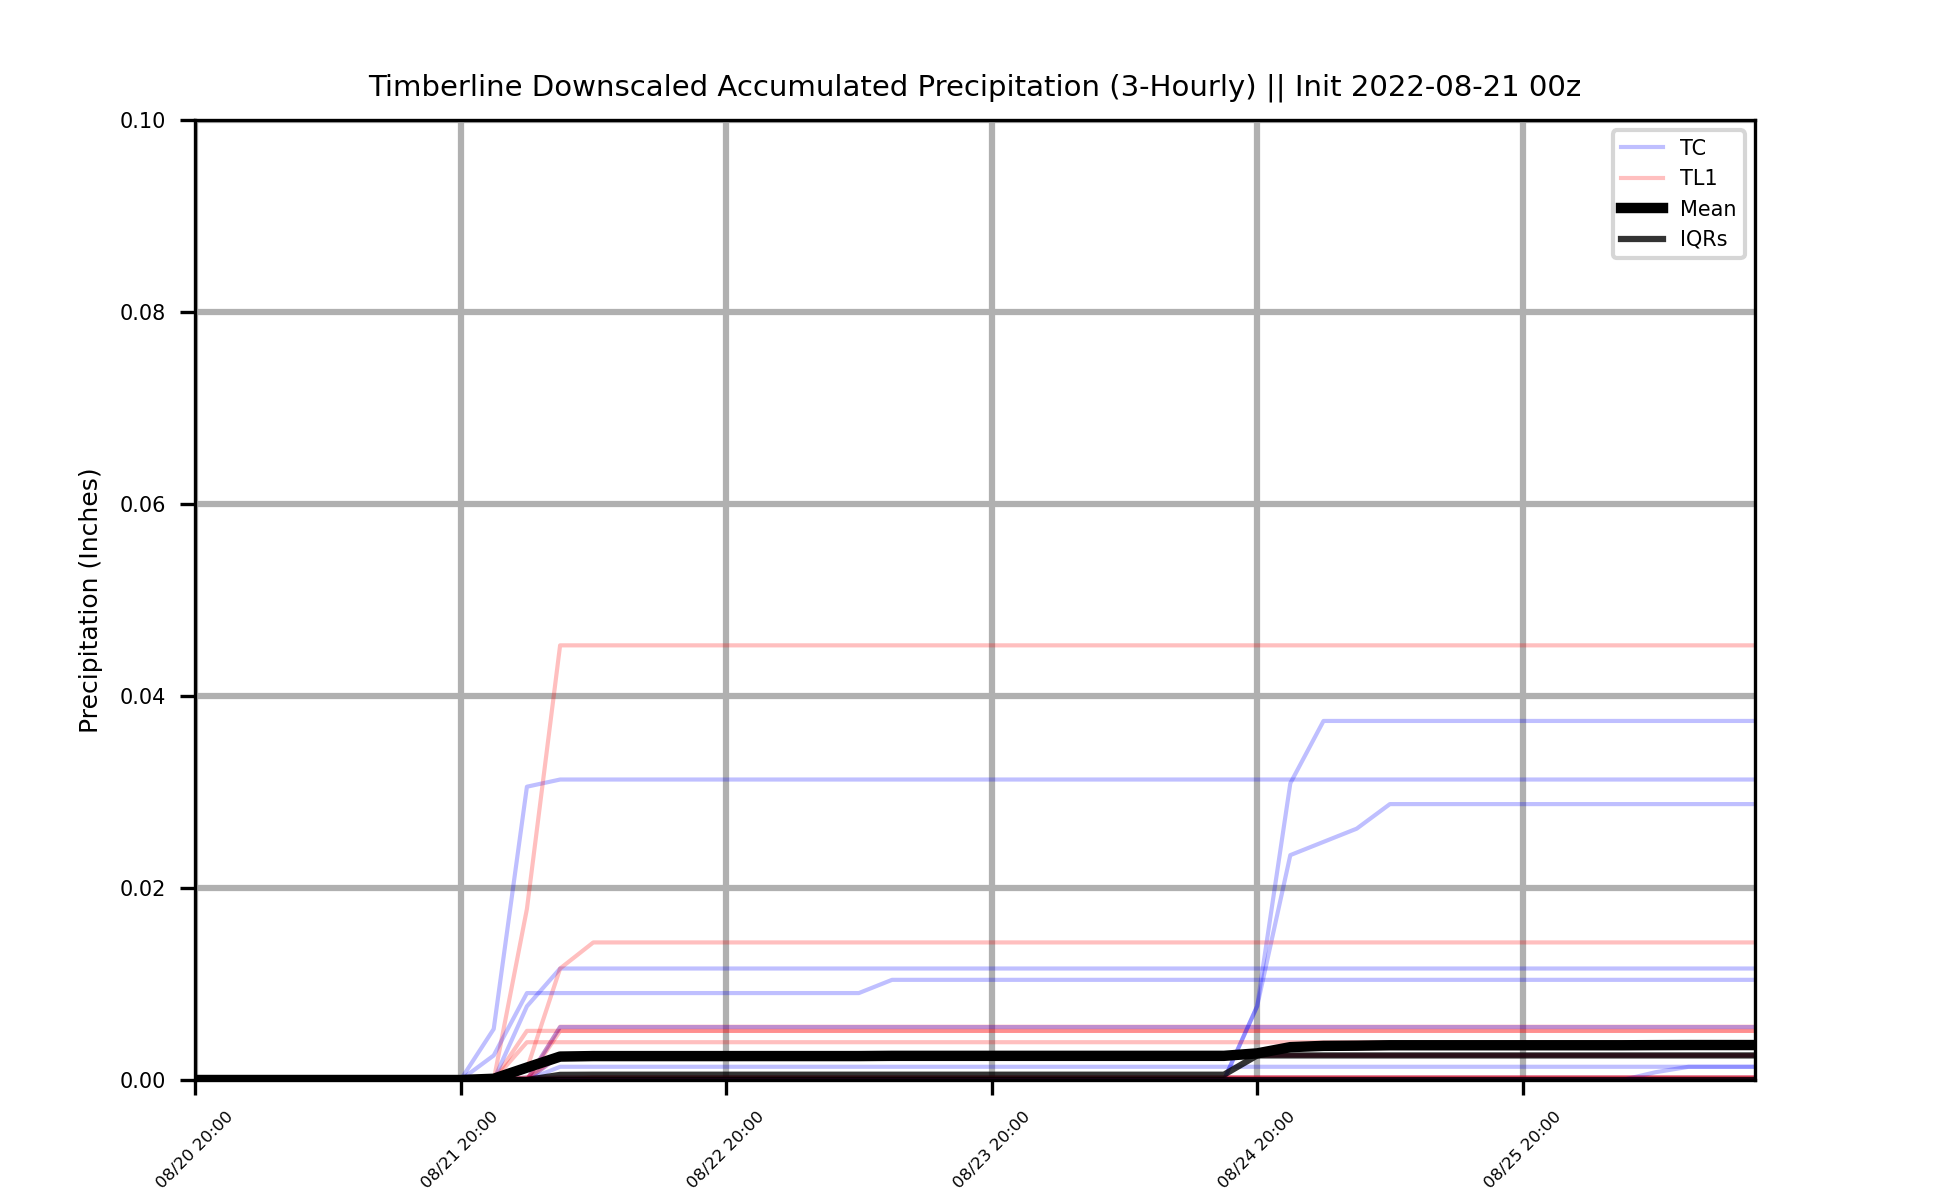 Timberline Downscaled Accumulated Precipitation (3-Hourly) || Init 2022-08-21 00z
Precipitation (Inches)
0.10
0.08
0.06
0.04
0.02
0.00
TC
TL1
Mean
IQRs
08/20 20:00
08/21 20:00
08/22 20:00
08/23 20:00
08/24 20:00
08/25 20:00